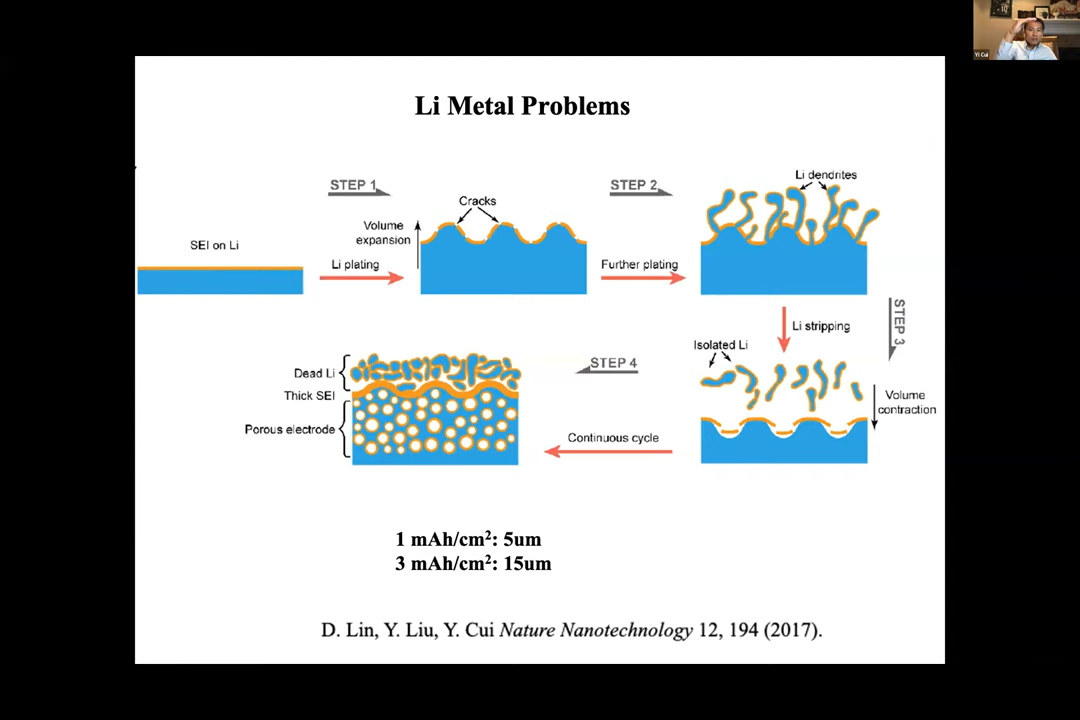 Yi Cui
Li Metal Problems
STEP 1
STEP 2
Li dendrites
Cracks
Volume
expansion
SEI on Li
Li plating
Further plating
Li stripping
STEP 3
Isolated Li
Volume
contraction
STEP 4
Dead Li
Thick SEI
Porous electrode
Continuous cycle
1 mAh/cm²: 5um
3 mAh/cm²: 15um
D. Lin, Y. Liu, Y. Cui Nature Nanotechnology 12, 194 (2017).